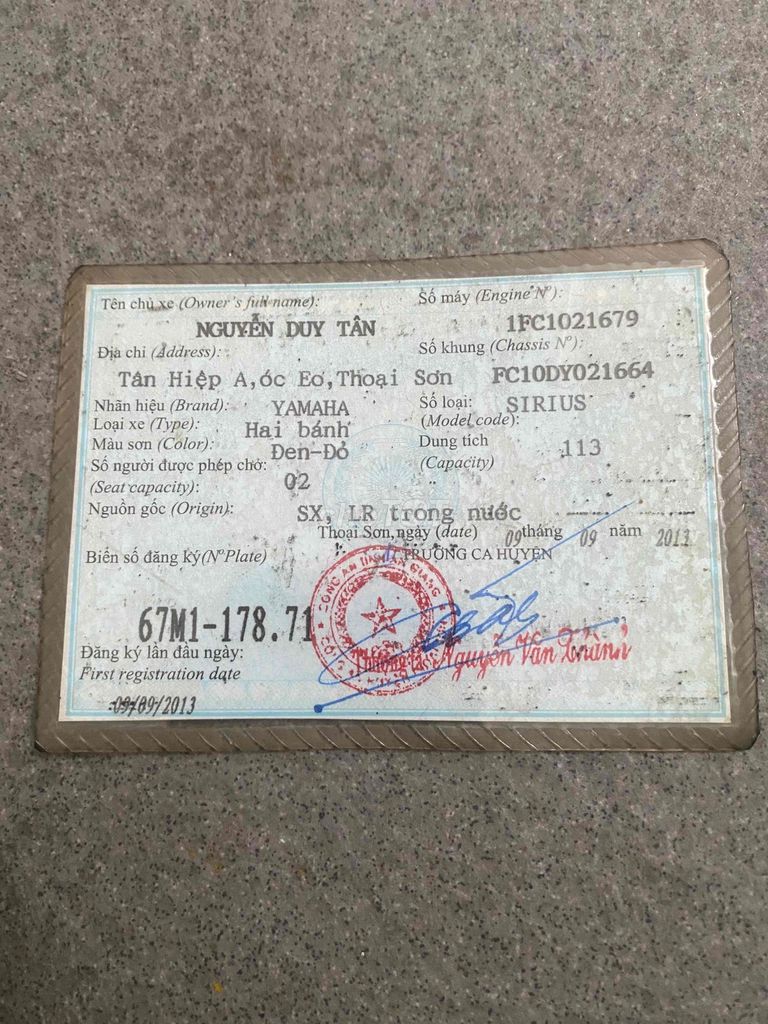 Tên chủ xe (Owner's full name): Số máy (Engine Nº):
NGUYỄN DUY TÂN 1FC1021679
Địa chỉ (Address): Số khung (Chassis Nº):
Tân Hiệp A,óc Eo,Thoại Sơn FC10DY021664
Nhãn hiệu (Brand): YAMAHA Số loại: SIRIUS
Loại xe (Type): Hai bánh (Model code):
Màu sơn (Color): Đen-Đỏ Dung tích 113
Số người được phép chở: 02 (Capacity)
(Seat capacity):
Nguồn gốc (Origin): SX, LR trong nước
Thoại Sơn,ngày (date) 09 tháng 09 năm 2013
Biển số đăng ký(NºPlate) TRƯỞNG CA HUYỆN
67M1-178.71
Nguyễn Văn
Đăng ký lần đầu ngày:
First registration date
09/09/2013